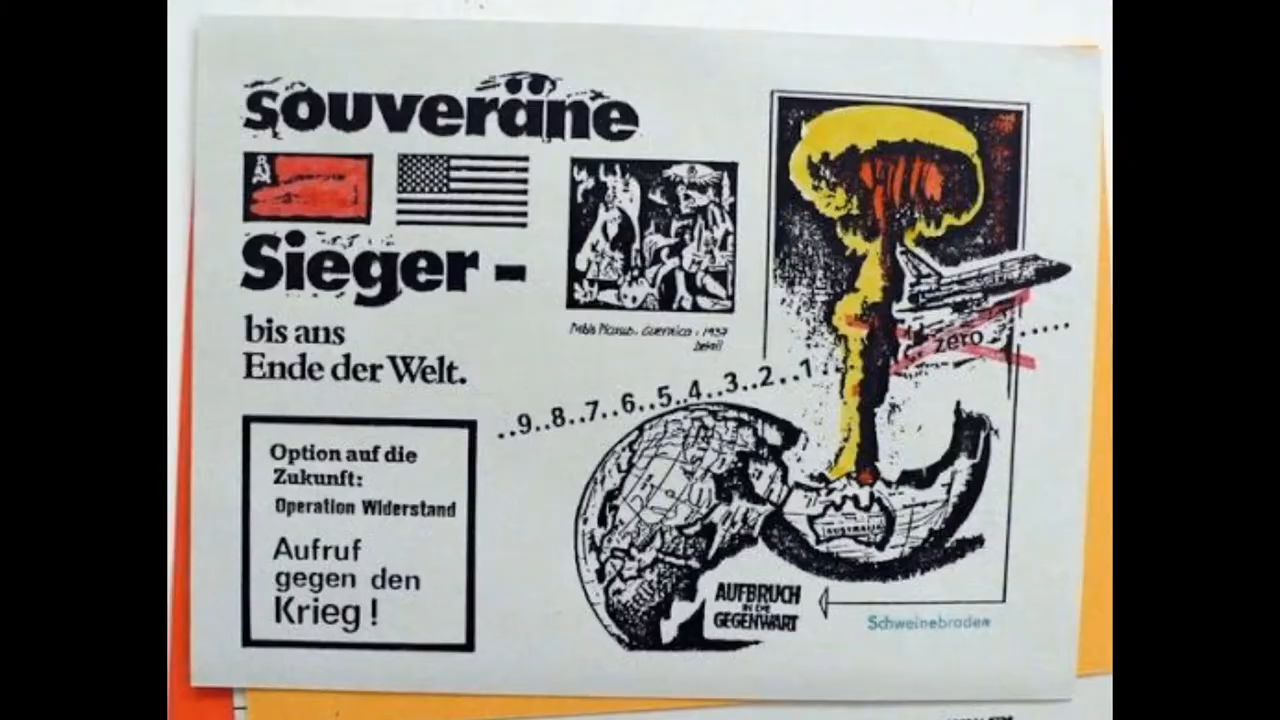 souveräne
Sieger -
bis ans
Ende der Welt.
Pablo Picasso. Guernica. 1937
Detail
..9..8..7..6..5..4..3..2..1..
zero
Option auf die
Zukunft:
Operation Widerstand
Aufruf
gegen den
Krieg!
AUSTRALIA
AUFBRUCH
IN DIE
GEGENWART
Schweinebraden